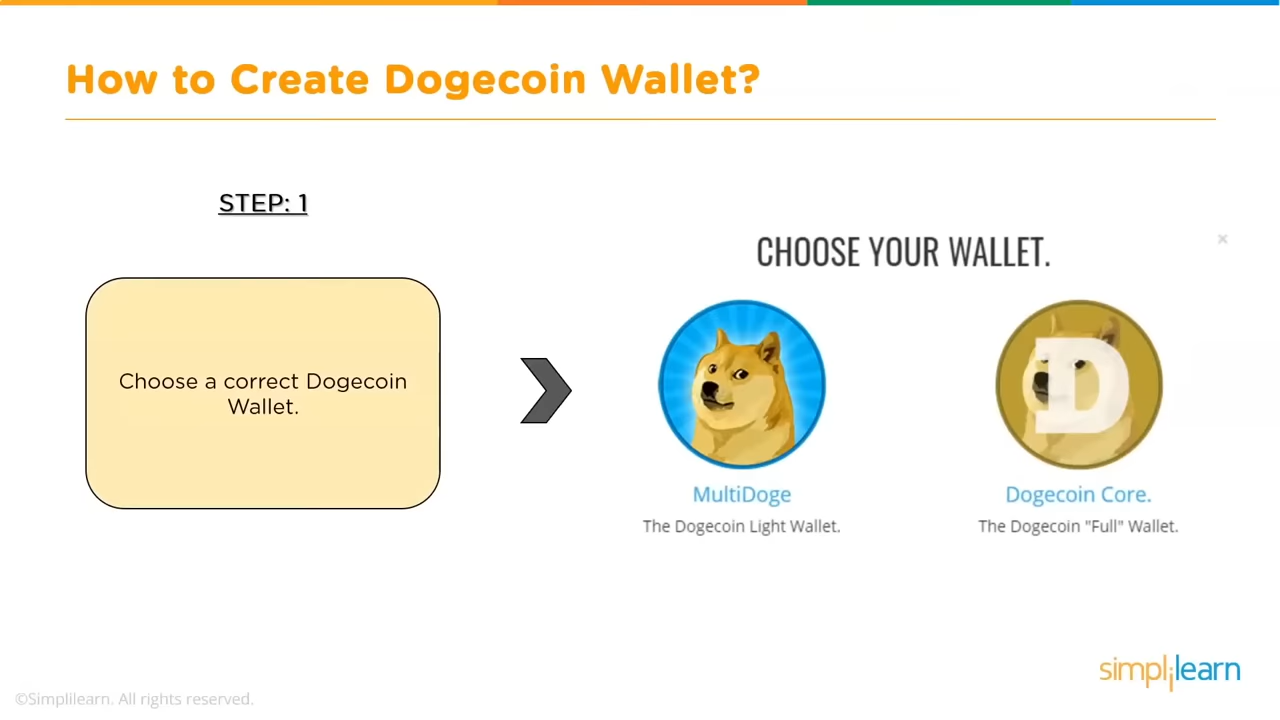 How to Create Dogecoin Wallet?
STEP: 1
Choose a correct Dogecoin
Wallet.
CHOOSE YOUR WALLET.
×
D
MultiDoge
The Dogecoin Light Wallet.
Dogecoin Core.
The Dogecoin "Full" Wallet.
simplilearn
©Simplilearn. All rights reserved.